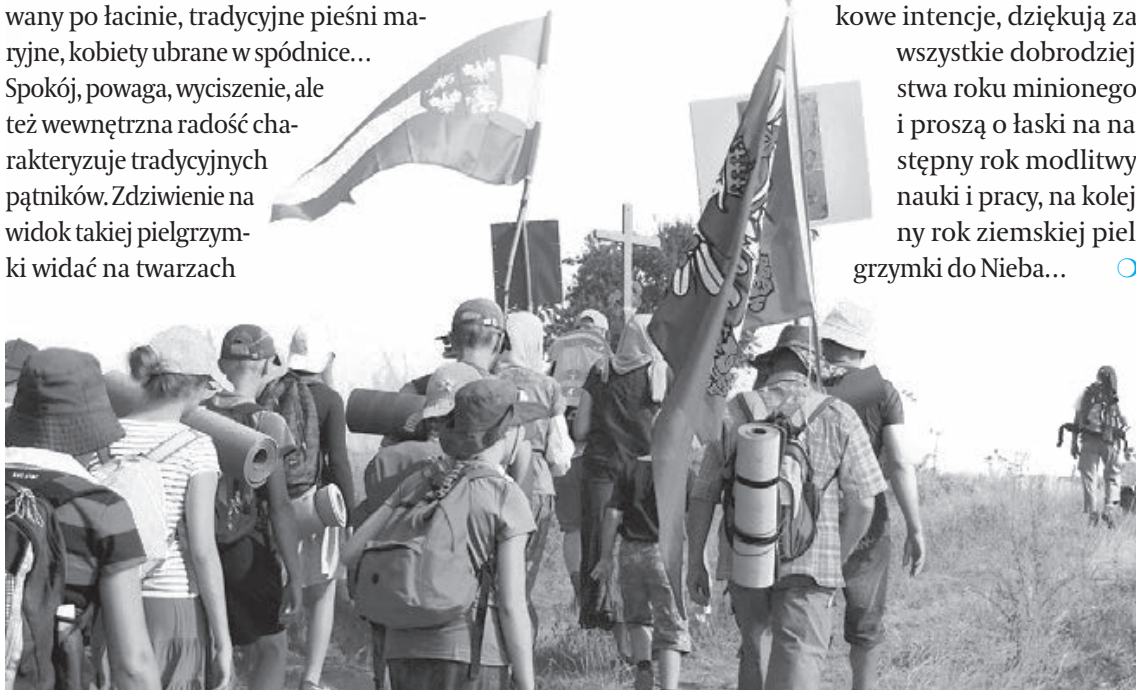 wany po łacinie, tradycyjne pieśni ma-
ryjne, kobiety ubrane w spódnice…
Spokój, powaga, wyciszenie, ale
też wewnętrzna radość cha-
rakteryzuje tradycyjnych
pątników. Zdziwienie na
widok takiej pielgrzym-
ki widać na twarzach
kowe intencje, dziękują za
wszystkie dobrodziej
stwa roku minionego
i proszą o łaski na na
stępny rok modlitwy
nauki i pracy, na kolej
ny rok ziemskiej piel
grzymki do Nieba…